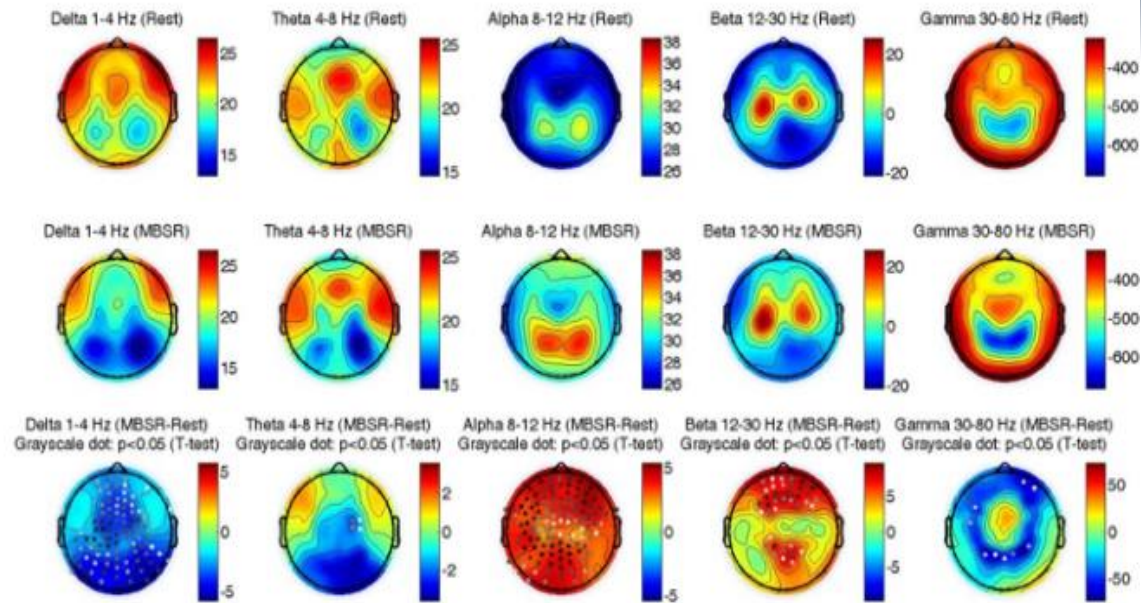 Delta 1-4 Hz (Rest)
Theta 4-8 Hz (Rest)
Alpha 8-12 Hz (Rest)
Beta 12-30 Hz (Rest)
Gamma 30-80 Hz (Rest)
25
20
15
25
20
15
38
36
34
32
30
28
26
20
0
-20
-400
-500
-600
Delta 1-4 Hz (MBSR)
Theta 4-8 Hz (MBSR)
Alpha 8-12 Hz (MBSR)
Beta 12-30 Hz (MBSR)
Gamma 30-80 Hz (MBSR)
25
20
15
25
20
15
38
36
34
32
30
28
26
20
0
-20
-400
-500
-600
Delta 1-4 Hz (MBSR-Rest)
Grayscale dot: p<0.05 (T-test)
Theta 4-8 Hz (MBSR-Rest)
Grayscale dot: p<0.05 (T-test)
Alpha 8-12 Hz (MBSR-Rest)
Grayscale dot: p<0.05 (T-test)
Beta 12-30 Hz (MBSR-Rest)
Grayscale dot: p<0.05 (T-test)
Gamma 30-80 Hz (MBSR-Rest)
Grayscale dot: p<0.05 (T-test)
5
0
-5
2
0
-2
5
0
-5
5
0
-5
50
0
-50